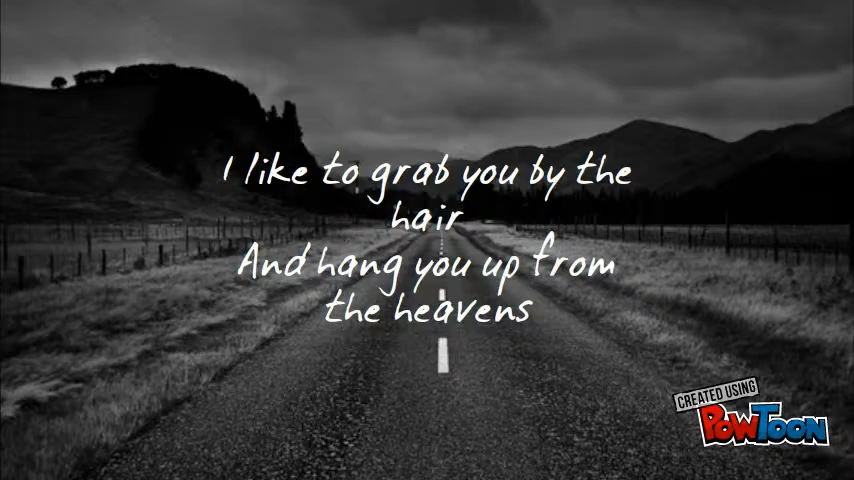 I like to grab you by the
hair
And hang you up from
the heavens
CREATED USING
POWTOON